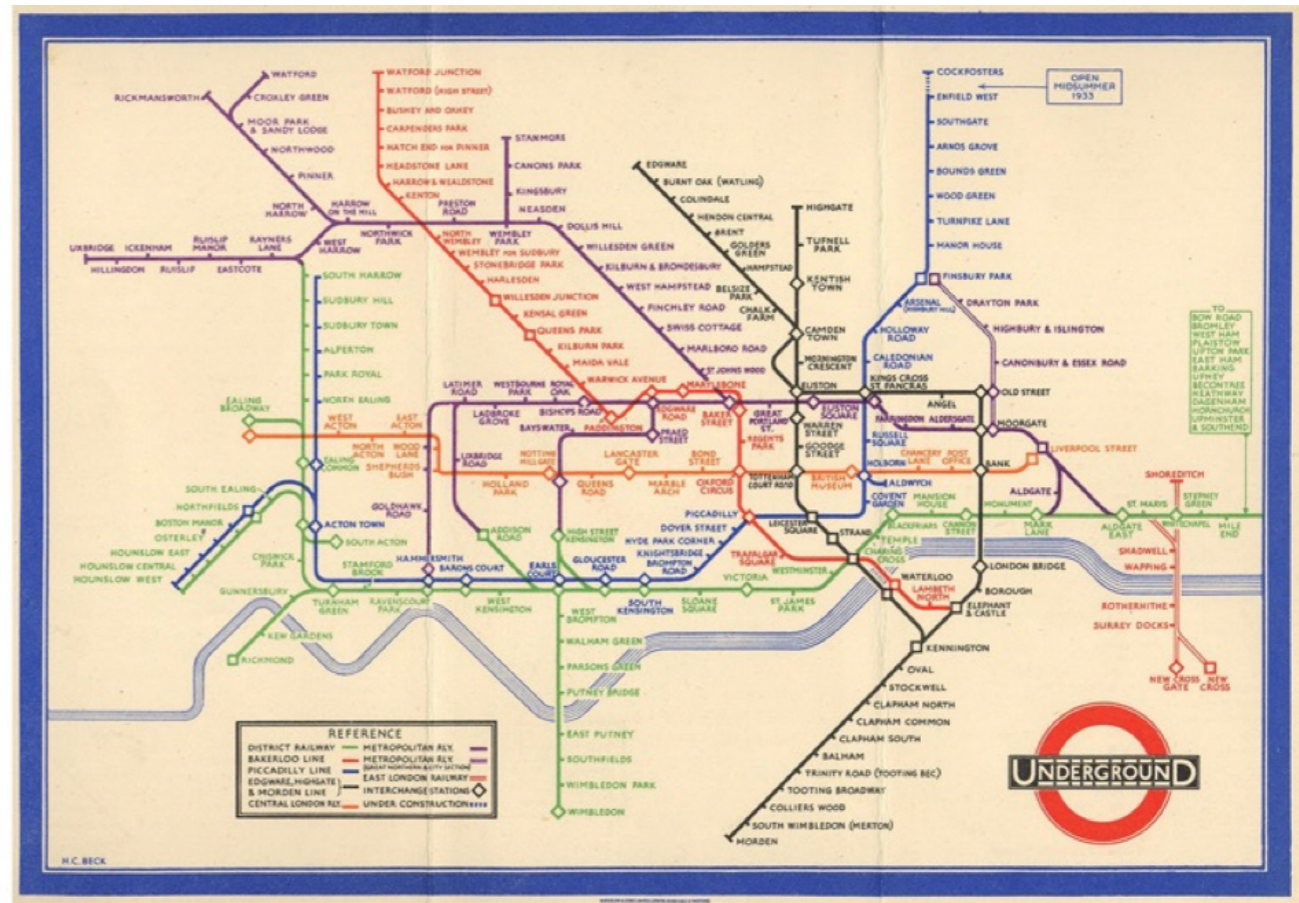 WATFORD
RICKMANSWORTH
CROXLEY GREEN
MOOR PARK
& SANDY LODGE
NORTHWOOD
PINNER
NORTH
HARROW
HARROW
ON THE HILL
NORTHWICK
PARK
PRESTON
ROAD
WEMBLEY
PARK
STANMORE
CANONS PARK
KINGSBURY
NEASDEN
DOLLIS HILL
WILLESDEN GREEN
KILBURN & BRONDESBURY
WEST HAMPSTEAD
FINCHLEY ROAD
SWISS COTTAGE
MARLBORO ROAD
ST JOHNS WOOD
UXBRIDGE
ICKENHAM
RUISLIP
MANOR
RAYNERS
LANE
WEST
HARROW
HILLINGDON
RUISLIP
EASTCOTE
WATFORD JUNCTION
WATFORD (HIGH STREET)
BUSHEY AND OXHEY
CARPENDERS PARK
HATCH END FOR PINNER
HEADSTONE LANE
HARROW & WEALDSTONE
KENTON
NORTH
WEMBLEY
WEMBLEY FOR SUDBURY
STONEBRIDGE PARK
HARLESDEN
WILLESDEN JUNCTION
KENSAL GREEN
QUEENS PARK
KILBURN PARK
MAIDA VALE
WARWICK AVENUE
PADDINGTON
EDGWARE
ROAD
MARYLEBONE
BAKER
STREET
REGENTS
PARK
OXFORD
CIRCUS
EDGWARE
BURNT OAK (WATLING)
COLINDALE
HENDON CENTRAL
BRENT
GOLDERS
GREEN
HAMPSTEAD
BELSIZE
PARK
CHALK
FARM
HIGHGATE
TUFNELL
PARK
KENTISH
TOWN
CAMDEN
TOWN
MORNINGTON
CRESCENT
EUSTON
WARREN
STREET
GOODGE
STREET
TOTTENHAM
COURT ROAD
LEICESTER
SQUARE
STRAND
CHARING
CROSS
COCKFOSTERS
OPEN
MIDSUMMER
1933
ENFIELD WEST
SOUTHGATE
ARNOS GROVE
BOUNDS GREEN
WOOD GREEN
TURNPIKE LANE
MANOR HOUSE
FINSBURY PARK
ARSENAL
(HIGHBURY HILL)
HOLLOWAY
ROAD
CALEDONIAN
ROAD
KINGS CROSS
ST. PANCRAS
DRAYTON PARK
HIGHBURY & ISLINGTON
CANONBURY & ESSEX ROAD
OLD STREET
MOORGATE
ANGEL
TO
BOW ROAD
BROMLEY
WEST HAM
PLAISTOW
UPTON PARK
EAST HAM
BARKING
UPNEY
BECONTREE
HEATHWAY
DAGENHAM
HORNCHURCH
UPMINSTER
& SOUTHEND
SOUTH HARROW
SUDBURY HILL
SUDBURY TOWN
ALPERTON
PARK ROYAL
NORTH EALING
EALING
BROADWAY
WEST
ACTON
EAST
ACTON
NORTH
ACTON
WOOD
LANE
SHEPHERDS
BUSH
EALING
COMMON
SOUTH EALING
NORTHFIELDS
BOSTON MANOR
OSTERLEY
HOUNSLOW EAST
HOUNSLOW CENTRAL
HOUNSLOW WEST
ACTON TOWN
SOUTH ACTON
CHISWICK
PARK
GUNNERSBURY
KEW GARDENS
RICHMOND
TURNHAM
GREEN
STAMFORD
BROOK
RAVENSCOURT
PARK
HAMMERSMITH
GOLDHAWK
ROAD
BARONS COURT
WEST
KENSINGTON
LATIMER
ROAD
LADBROKE
GROVE
WESTBOURNE
PARK
ROYAL
OAK
BISHOPS ROAD
BAYSWATER
PRAED
STREET
UXBRIDGE
ROAD
ADDISON
ROAD
HOLLAND
PARK
NOTTING
HILL GATE
QUEENS
ROAD
LANCASTER
GATE
MARBLE
ARCH
BOND
STREET
GREAT
PORTLAND
ST.
EUSTON
SQUARE
FARRINGDON
ALDERSGATE
RUSSELL
SQUARE
HOLBORN
BRITISH
MUSEUM
CHANCERY
LANE
POST
OFFICE
BANK
LIVERPOOL STREET
ALDWYCH
COVENT
GARDEN
PICCADILLY
DOVER STREET
HYDE PARK CORNER
KNIGHTSBRIDGE
BROMPTON
ROAD
HIGH STREET
KENSINGTON
EARLS
COURT
GLOUCESTER
ROAD
SOUTH
KENSINGTON
SLOANE
SQUARE
VICTORIA
ST. JAMES
PARK
WESTMINSTER
TRAFALGAR
SQUARE
TEMPLE
BLACKFRIARS
MANSION
HOUSE
CANNON
STREET
MONUMENT
MARK
LANE
ALDGATE
ALDGATE
EAST
ST. MARYS
WHITECHAPEL
STEPNEY
GREEN
MILE
END
SHOREDITCH
SHADWELL
WAPPING
ROTHERHITHE
SURREY DOCKS
NEW CROSS
GATE
NEW
CROSS
LONDON BRIDGE
BOROUGH
WATERLOO
LAMBETH
NORTH
ELEPHANT
& CASTLE
KENNINGTON
OVAL
STOCKWELL
CLAPHAM NORTH
CLAPHAM COMMON
CLAPHAM SOUTH
BALHAM
TRINITY ROAD (TOOTING BEC)
TOOTING BROADWAY
COLLIERS WOOD
SOUTH WIMBLEDON (MERTON)
MORDEN
WEST
BROMPTON
WALHAM GREEN
PARSONS GREEN
PUTNEY BRIDGE
EAST PUTNEY
SOUTHFIELDS
WIMBLEDON PARK
WIMBLEDON
REFERENCE
DISTRICT RAILWAY
BAKERLOO LINE
PICCADILLY LINE
EDGWARE, HIGHGATE
& MORDEN LINE
CENTRAL LONDON RLY.
METROPOLITAN RLY.
METROPOLITAN RLY.
(GREAT NORTHERN & CITY SECTION)
EAST LONDON RAILWAY
INTERCHANGE STATIONS
UNDER CONSTRUCTION
UNDERGROUND
H.C. BECK